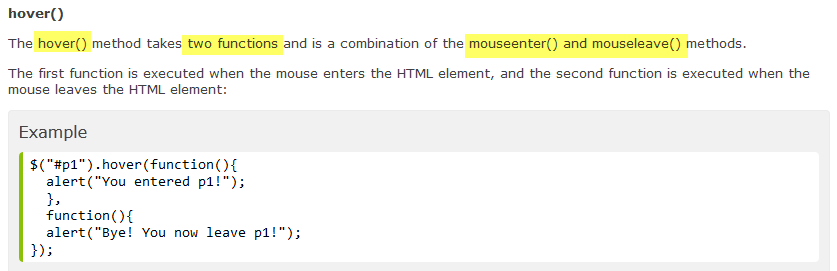 hover()
The hover() method takes two functions and is a combination of the mouseenter() and mouseleave() methods.
The first function is executed when the mouse enters the HTML element, and the second function is executed when the
mouse leaves the HTML element:
Example
$("#p1").hover(function(){
  alert("You entered p1!");
  },
  function(){
  alert("Bye! You now leave p1!");
});